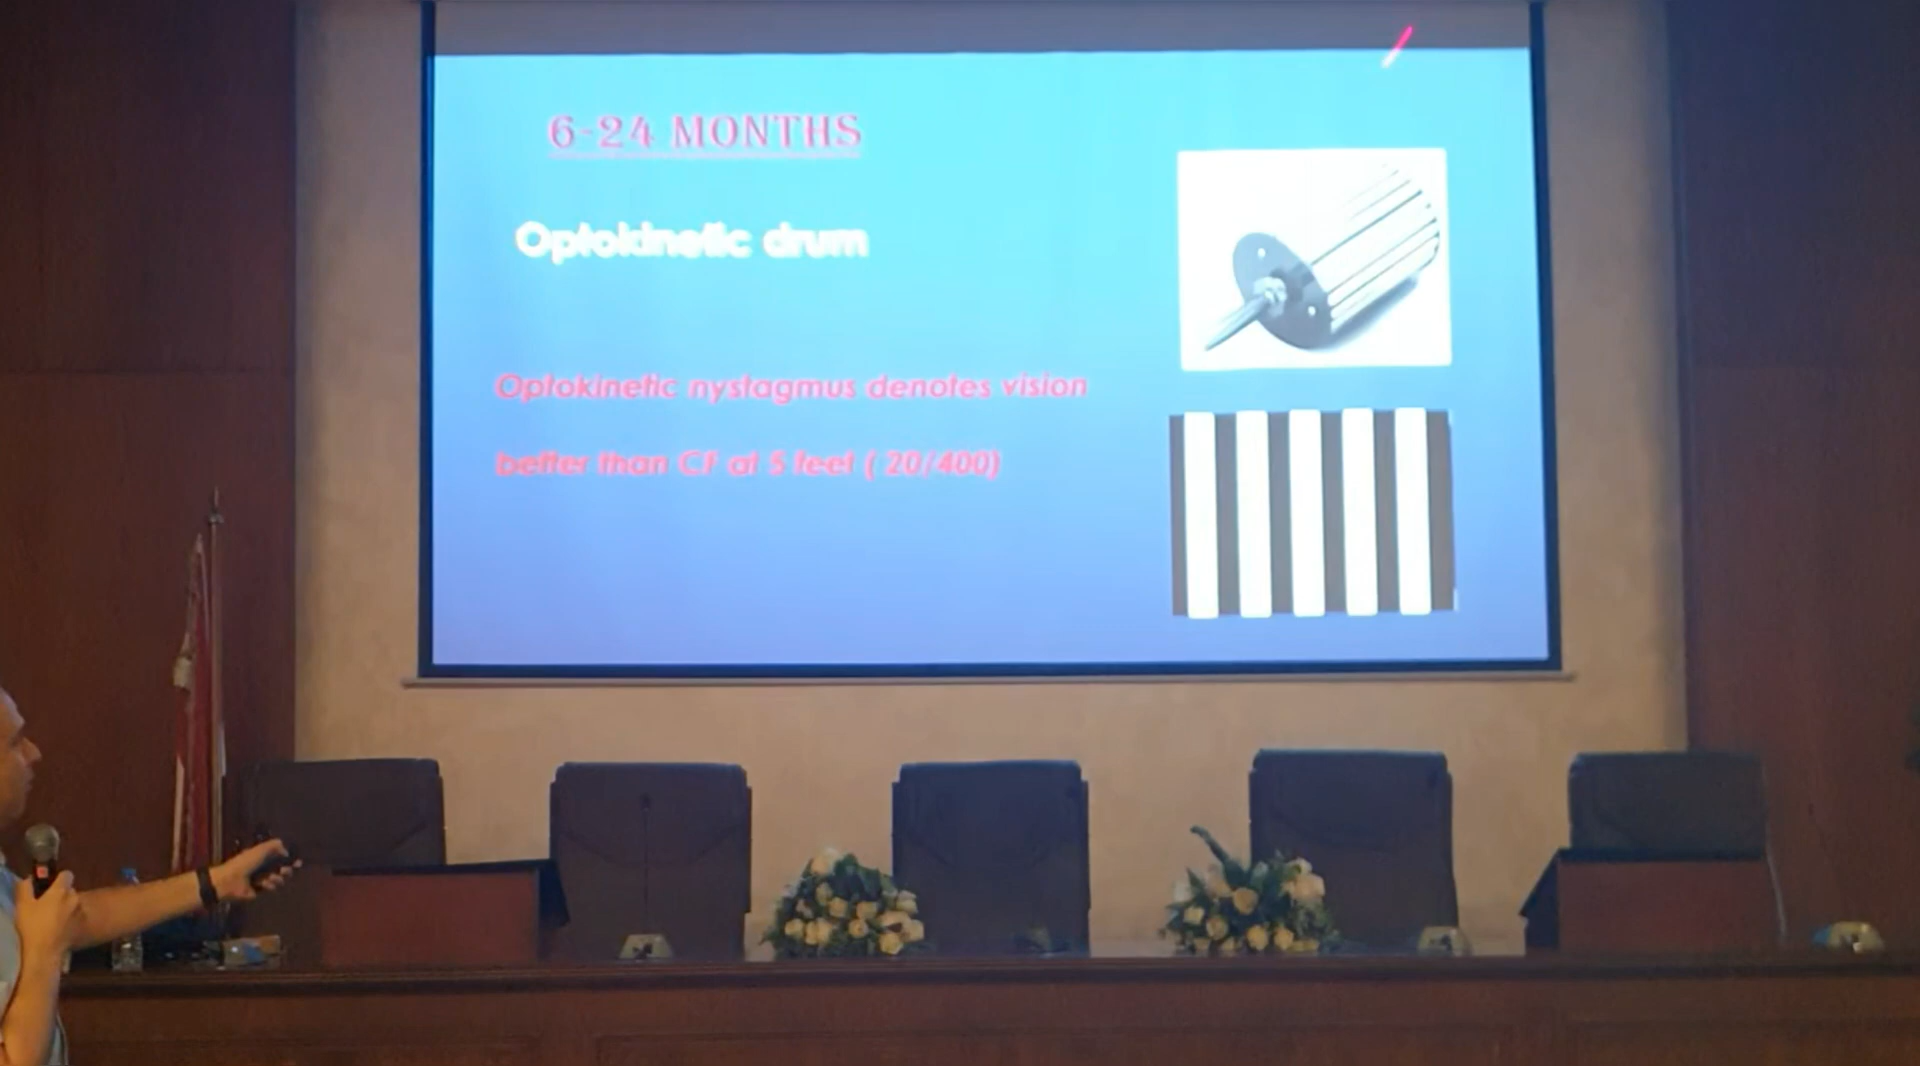 6-24 MONTHS
Optokinetic drum
Optokinetic nystagmus denotes vision
better than CF at 5 feet ( 20/400)